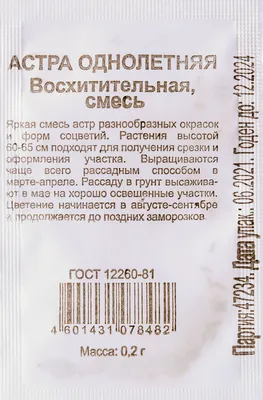 АСТРА ОДНОЛЕТНЯЯ
Восхитительная,
смесь
Яркая смесь астр разнообразных окрасок
и форм соцветий. Растения высотой
60-65 см подходят для получения срезки и
оформления участка. Выращиваются
чаще всего рассадным способом в
марте-апреле. Рассаду в грунт высажива-
ют в мае на хорошо освещенные участки.
Цветение начинается в августе-сентябре
и продолжается до поздних заморозков.
ГОСТ 12260-81
4 601431 078482
Масса: 0,2 г
Партия: 4723г. Дата упак. 06.2021. Годен до: 12.2024